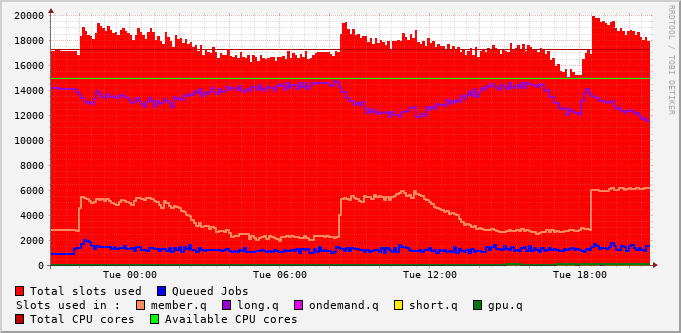 20000
18000
16000
14000
12000
10000
8000
6000
4000
2000
0
Tue 00:00 Tue 06:00 Tue 12:00 Tue 18:00
Total slots used Queued Jobs
Slots used in : member.q long.q ondemand.q short.q gpu.q
Total CPU cores Available CPU cores
RRDTOOL / TOBI OETIKER